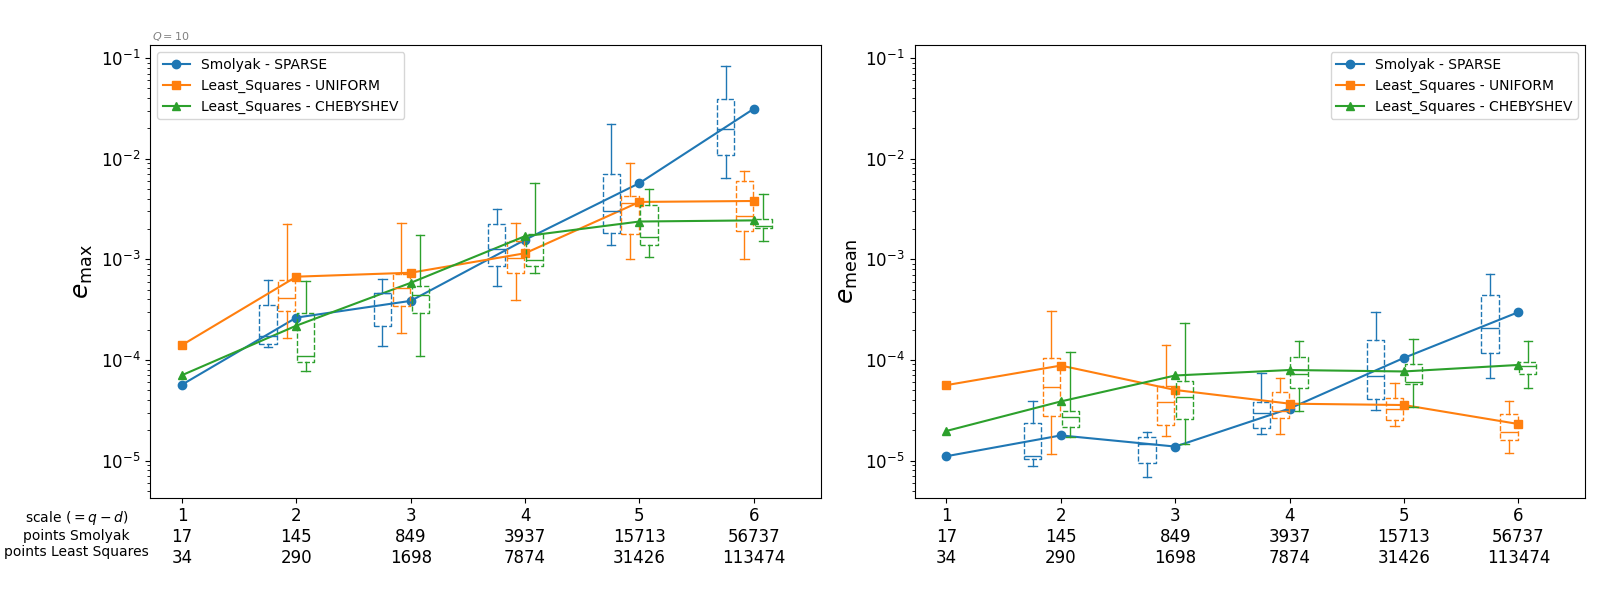 Q = 10
Smolyak - SPARSE
Least_Squares - UNIFORM
Least_Squares - CHEBYSHEV
10⁻¹
10⁻²
10⁻³
10⁻⁴
10⁻⁵
e_max
scale (= q − d) 1 2 3 4 5 6
points Smolyak 17 145 849 3937 15713 56737
points Least Squares 34 290 1698 7874 31426 113474
Smolyak - SPARSE
Least_Squares - UNIFORM
Least_Squares - CHEBYSHEV
10⁻¹
10⁻²
10⁻³
10⁻⁴
10⁻⁵
e_mean
1 2 3 4 5 6
17 145 849 3937 15713 56737
34 290 1698 7874 31426 113474